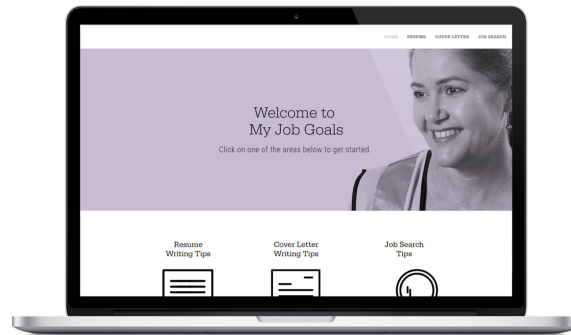 HOME RESUME COVER LETTER JOB SEARCH
Welcome to
My Job Goals
Click on one of the areas below to get started.
Resume
Writing Tips
Cover Letter
Writing Tips
Job Search
Tips